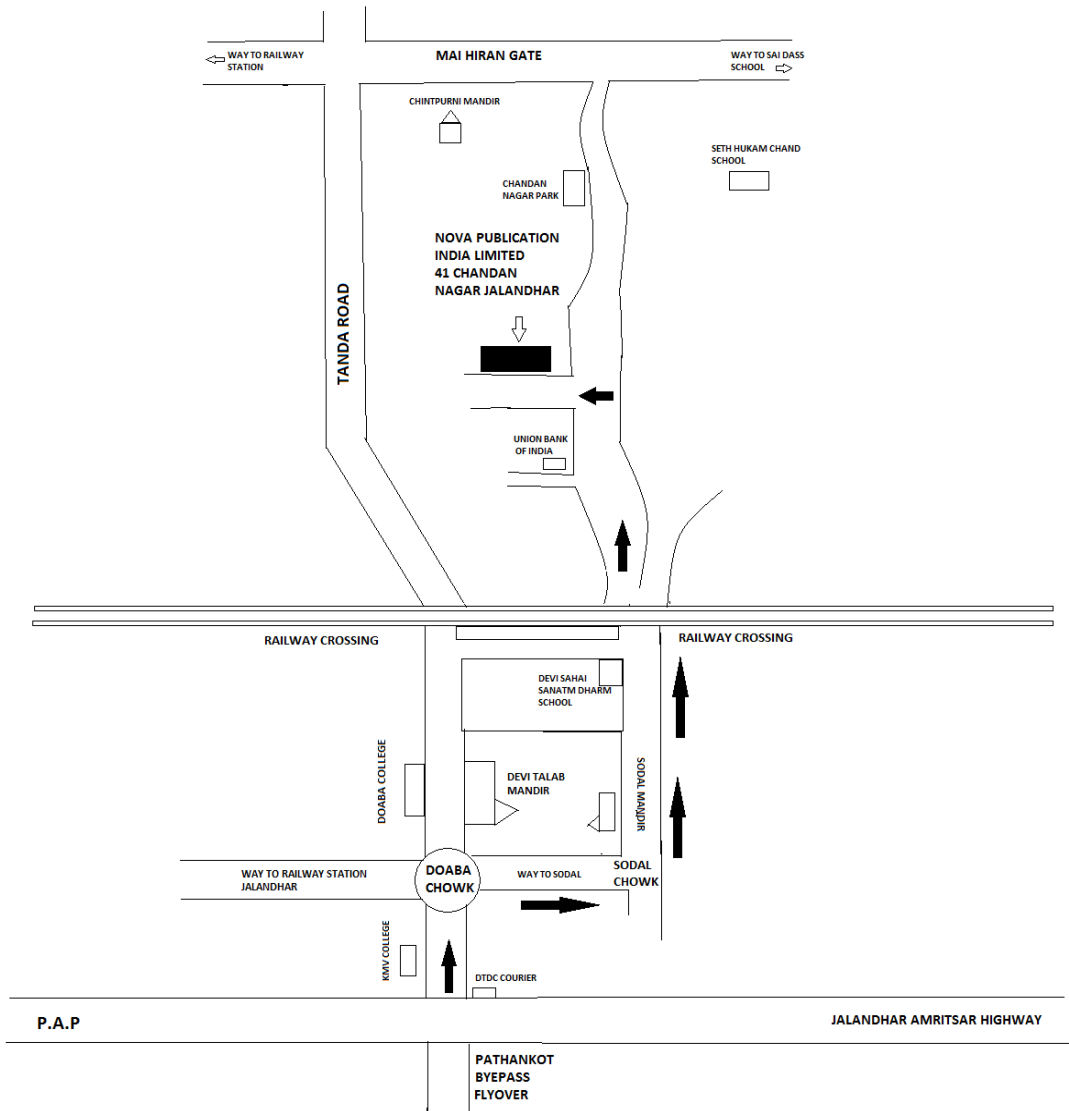 WAY TO RAILWAY
STATION
MAI HIRAN GATE
WAY TO SAI DASS
SCHOOL
CHINTPURNI MANDIR
SETH HUKAM CHAND
SCHOOL
CHANDAN
NAGAR PARK
NOVA PUBLICATION
INDIA LIMITED
41 CHANDAN
NAGAR JALANDHAR
TANDA ROAD
UNION BANK
OF INDIA
RAILWAY CROSSING
RAILWAY CROSSING
DEVI SAHAI
SANATM DHARM
SCHOOL
DOABA COLLEGE
DEVI TALAB
MANDIR
SODAL MANDIR
WAY TO RAILWAY STATION
JALANDHAR
DOABA
CHOWK
WAY TO SODAL
SODAL
CHOWK
KMV COLLEGE
DTDC COURIER
P.A.P
JALANDHAR AMRITSAR HIGHWAY
PATHANKOT
BYEPASS
FLYOVER